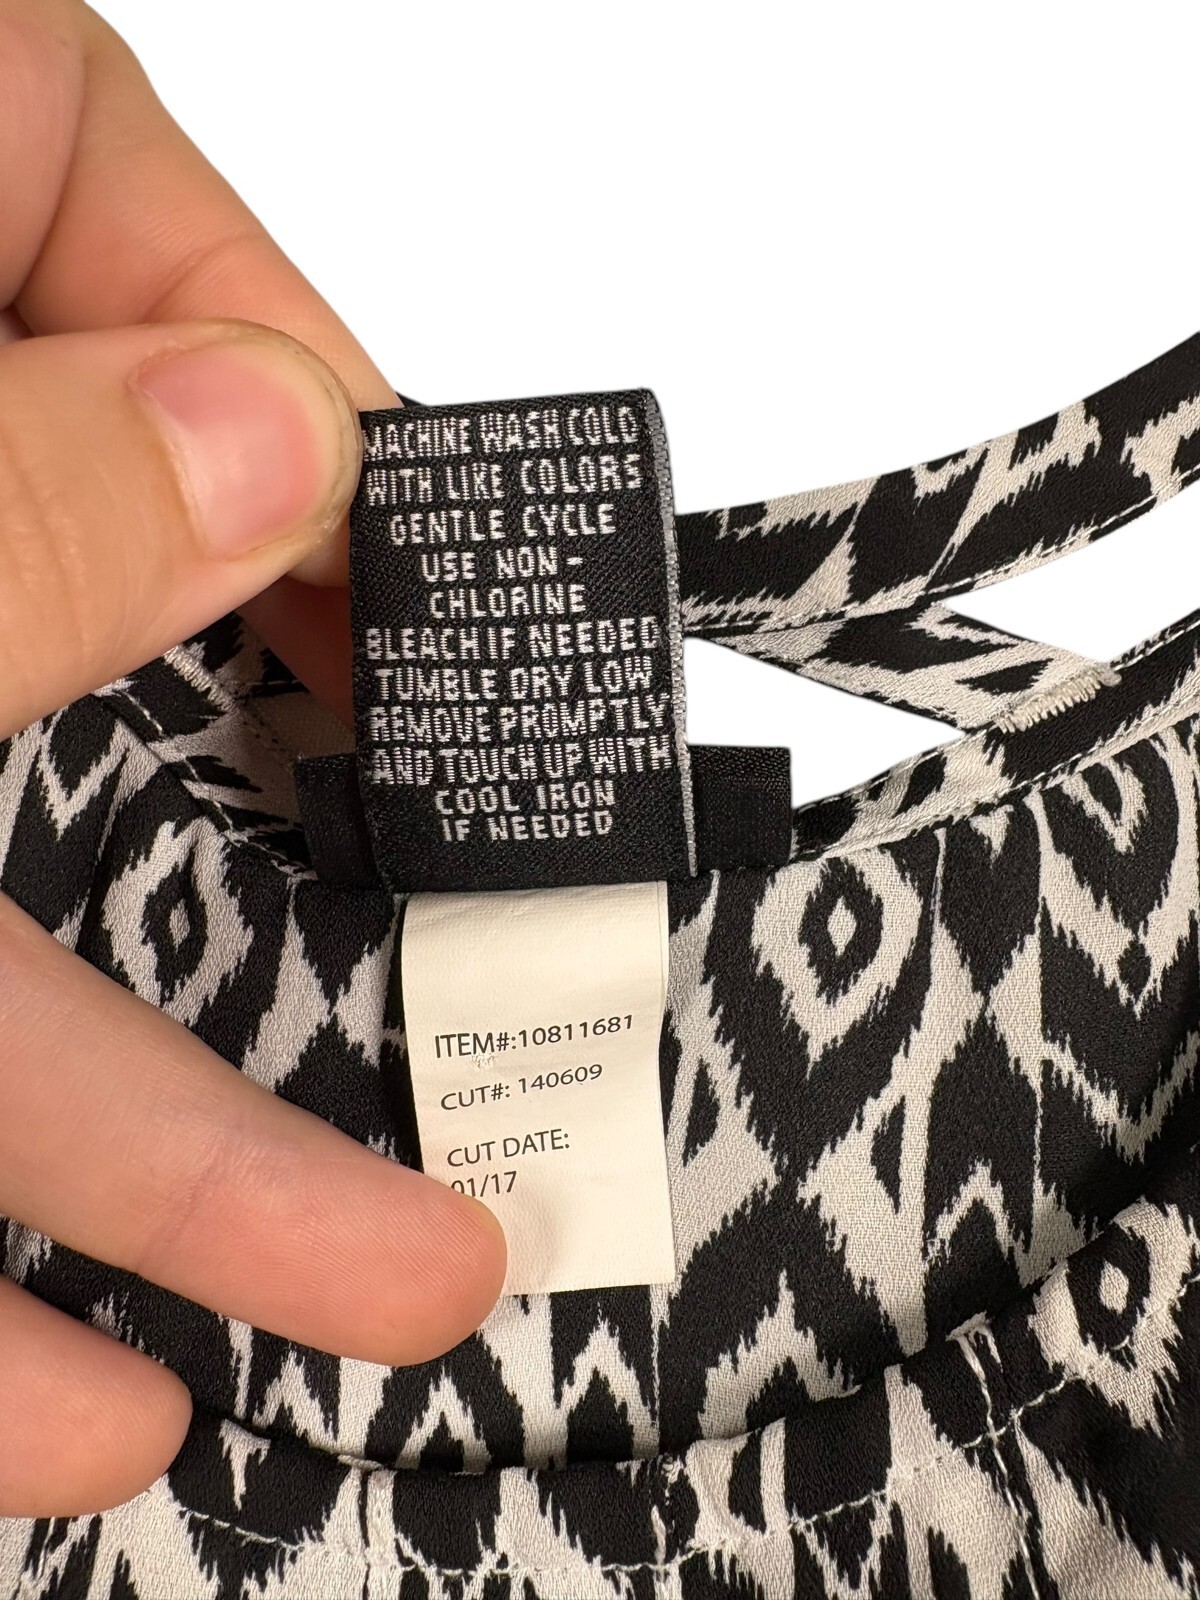 MACHINE WASH COLD
WITH LIKE COLORS
GENTLE CYCLE
USE NON-
CHLORINE
BLEACH IF NEEDED
TUMBLE DRY LOW
REMOVE PROMPTLY
AND TOUCH UP WITH
COOL IRON
IF NEEDED
ITEM#:10811681
CUT#: 140609
CUT DATE:
01/17